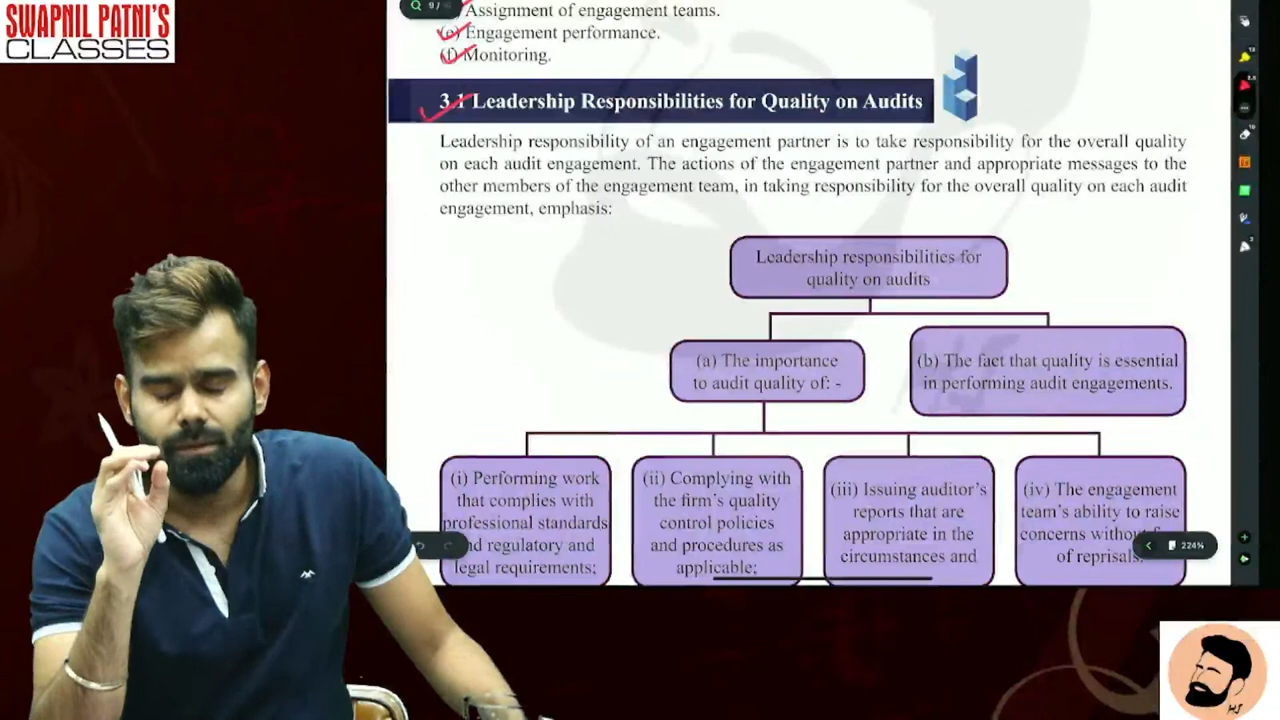 SWAPNIL PATNI'S
CLASSES
9/
Assignment of engagement teams.
(e) Engagement performance.
(f) Monitoring.
3.1 Leadership Responsibilities for Quality on Audits
Leadership responsibility of an engagement partner is to take responsibility for the overall quality
on each audit engagement. The actions of the engagement partner and appropriate messages to the
other members of the engagement team, in taking responsibility for the overall quality on each audit
engagement, emphasis:
Leadership responsibilities for
quality on audits
(a) The importance
to audit quality of: -
(b) The fact that quality is essential
in performing audit engagements.
(i) Performing work
that complies with
professional standards
nd regulatory and
legal requirements;
(ii) Complying with
the firm's quality
control policies
and procedures as
applicable;
(iii) Issuing auditor's
reports that are
appropriate in the
circumstances and
(iv) The engagement
team's ability to raise
concerns without
of reprisals.
224%
HS